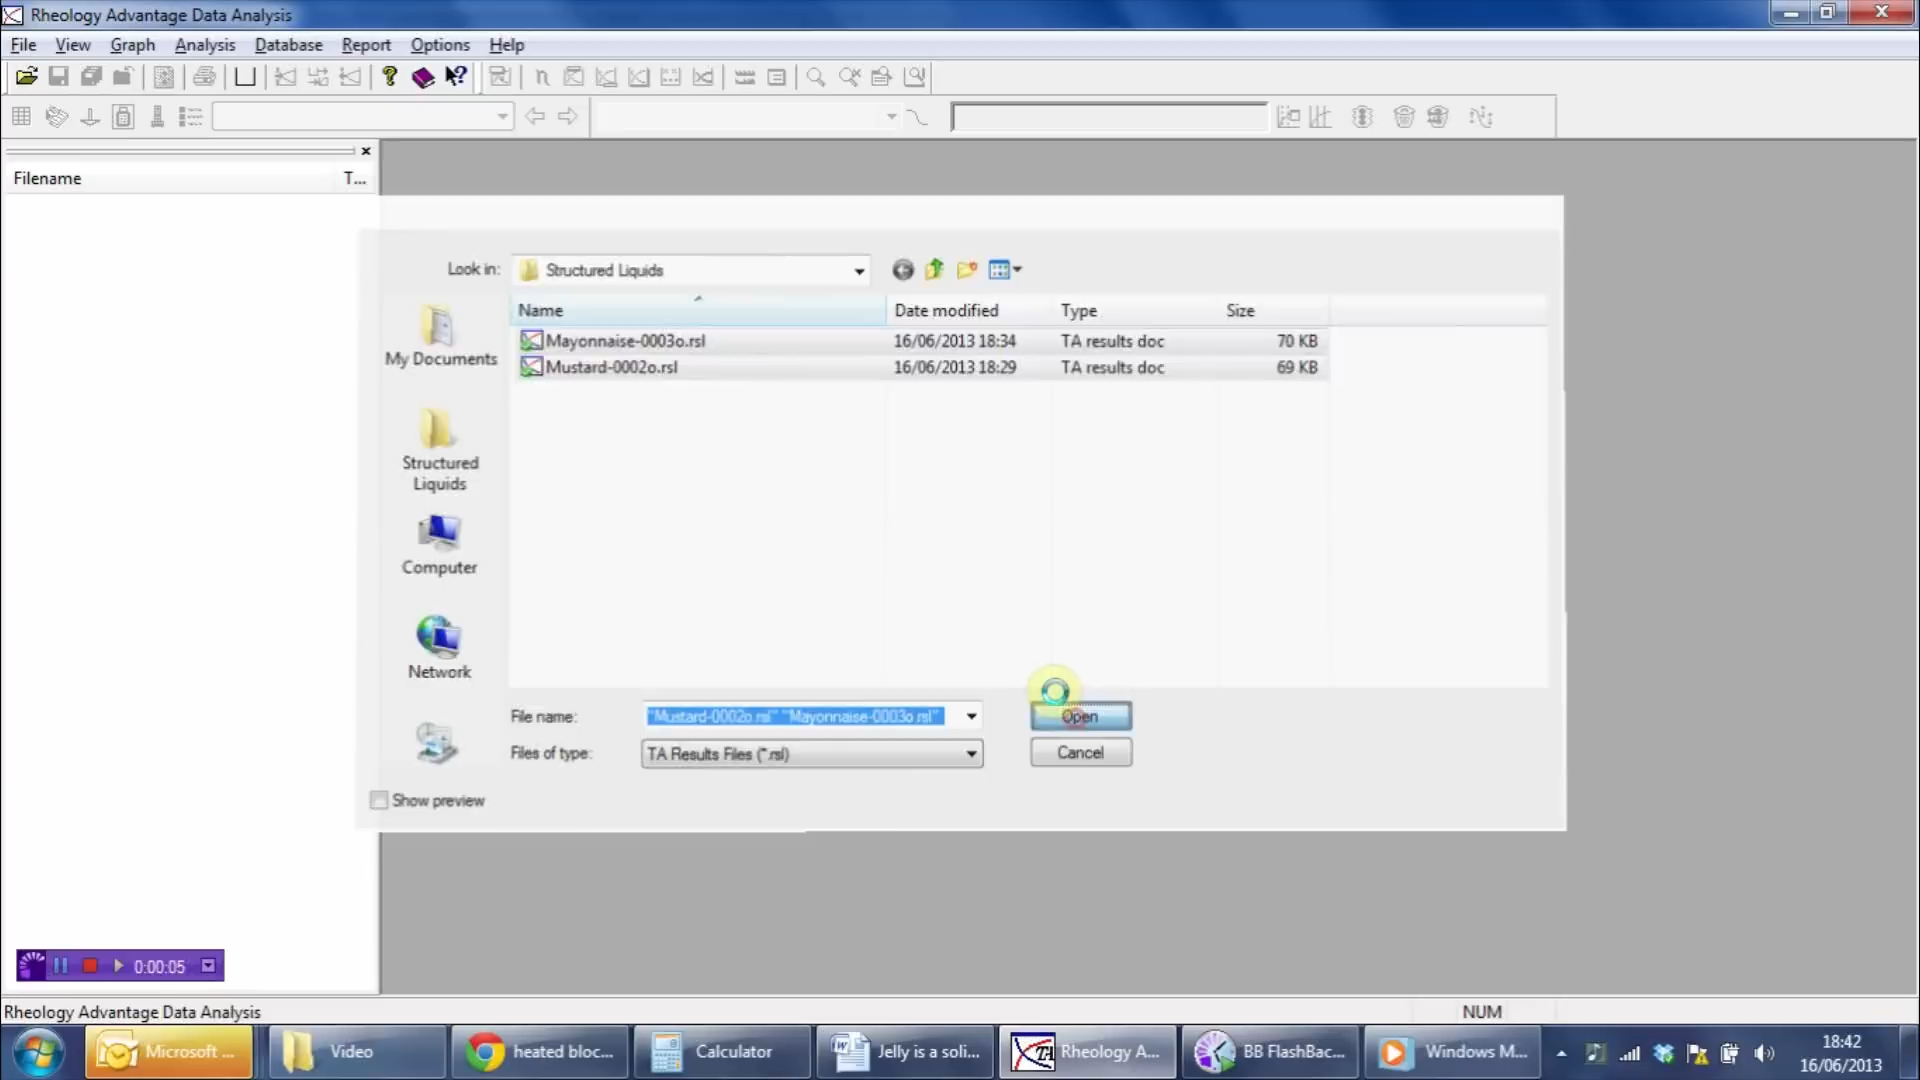 Rheology Advantage Data Analysis
File View Graph Analysis Database Report Options Help
Filename T...
Look in: Structured Liquids
Name Date modified Type Size
Mayonnaise-0003o.rsl 16/06/2013 18:34 TA results doc 70 KB
Mustard-0002o.rsl 16/06/2013 18:29 TA results doc 69 KB
My Documents
Structured
Liquids
Computer
Network
File name: "Mustard-0002o.rsl" "Mayonnaise-0003o.rsl" Open
Files of type: TA Results Files (*.rsl) Cancel
Show preview
0:00:05
Rheology Advantage Data Analysis NUM
Microsoft ... Video heated bloc... Calculator Jelly is a soli... TA Rheology A... BB FlashBac... Windows M... 18:42
16/06/2013